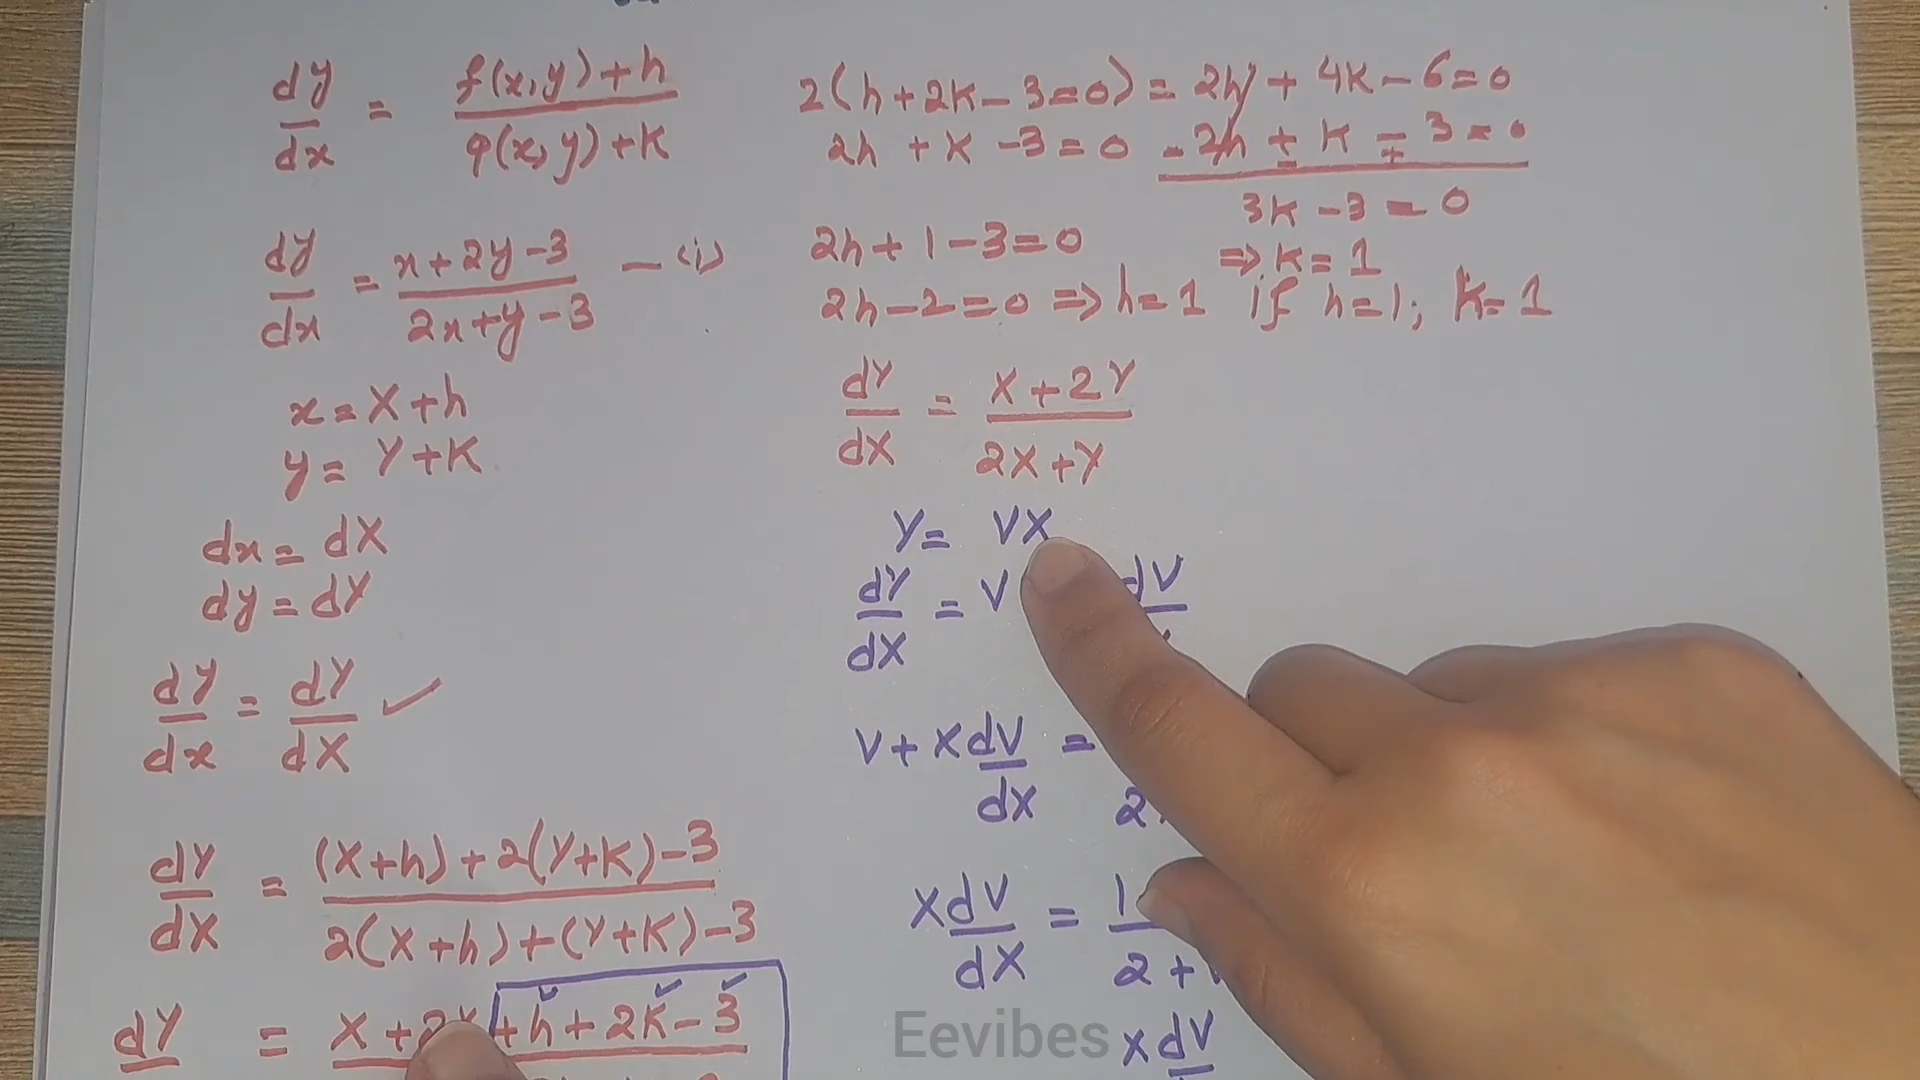 dy/dx = f(x,y)+h / φ(x,y)+K
dy/dx = x+2y-3 / 2x+y-3 — (i)
x = X+h
y = Y+K
dx = dX
dy = dY
dy/dx = dY/dX ✓
dY/dX = (X+h)+2(Y+K)-3 / 2(X+h)+(Y+K)-3
dY = X+2Y+h+2K-3
2(h+2K-3=0) = 2h+4K-6=0
2h+K-3=0 -2h±K∓3=0
3K-3=0
2h+1-3=0 ⇒ K=1
2h-2=0 ⇒ h=1 if h=1; K=1
dY/dX = X+2Y / 2X+Y
Y = VX
dY/dX = V dV
V+X dV/dX = 2
X dV/dX = 1 / 2+
X dV
Eevibes